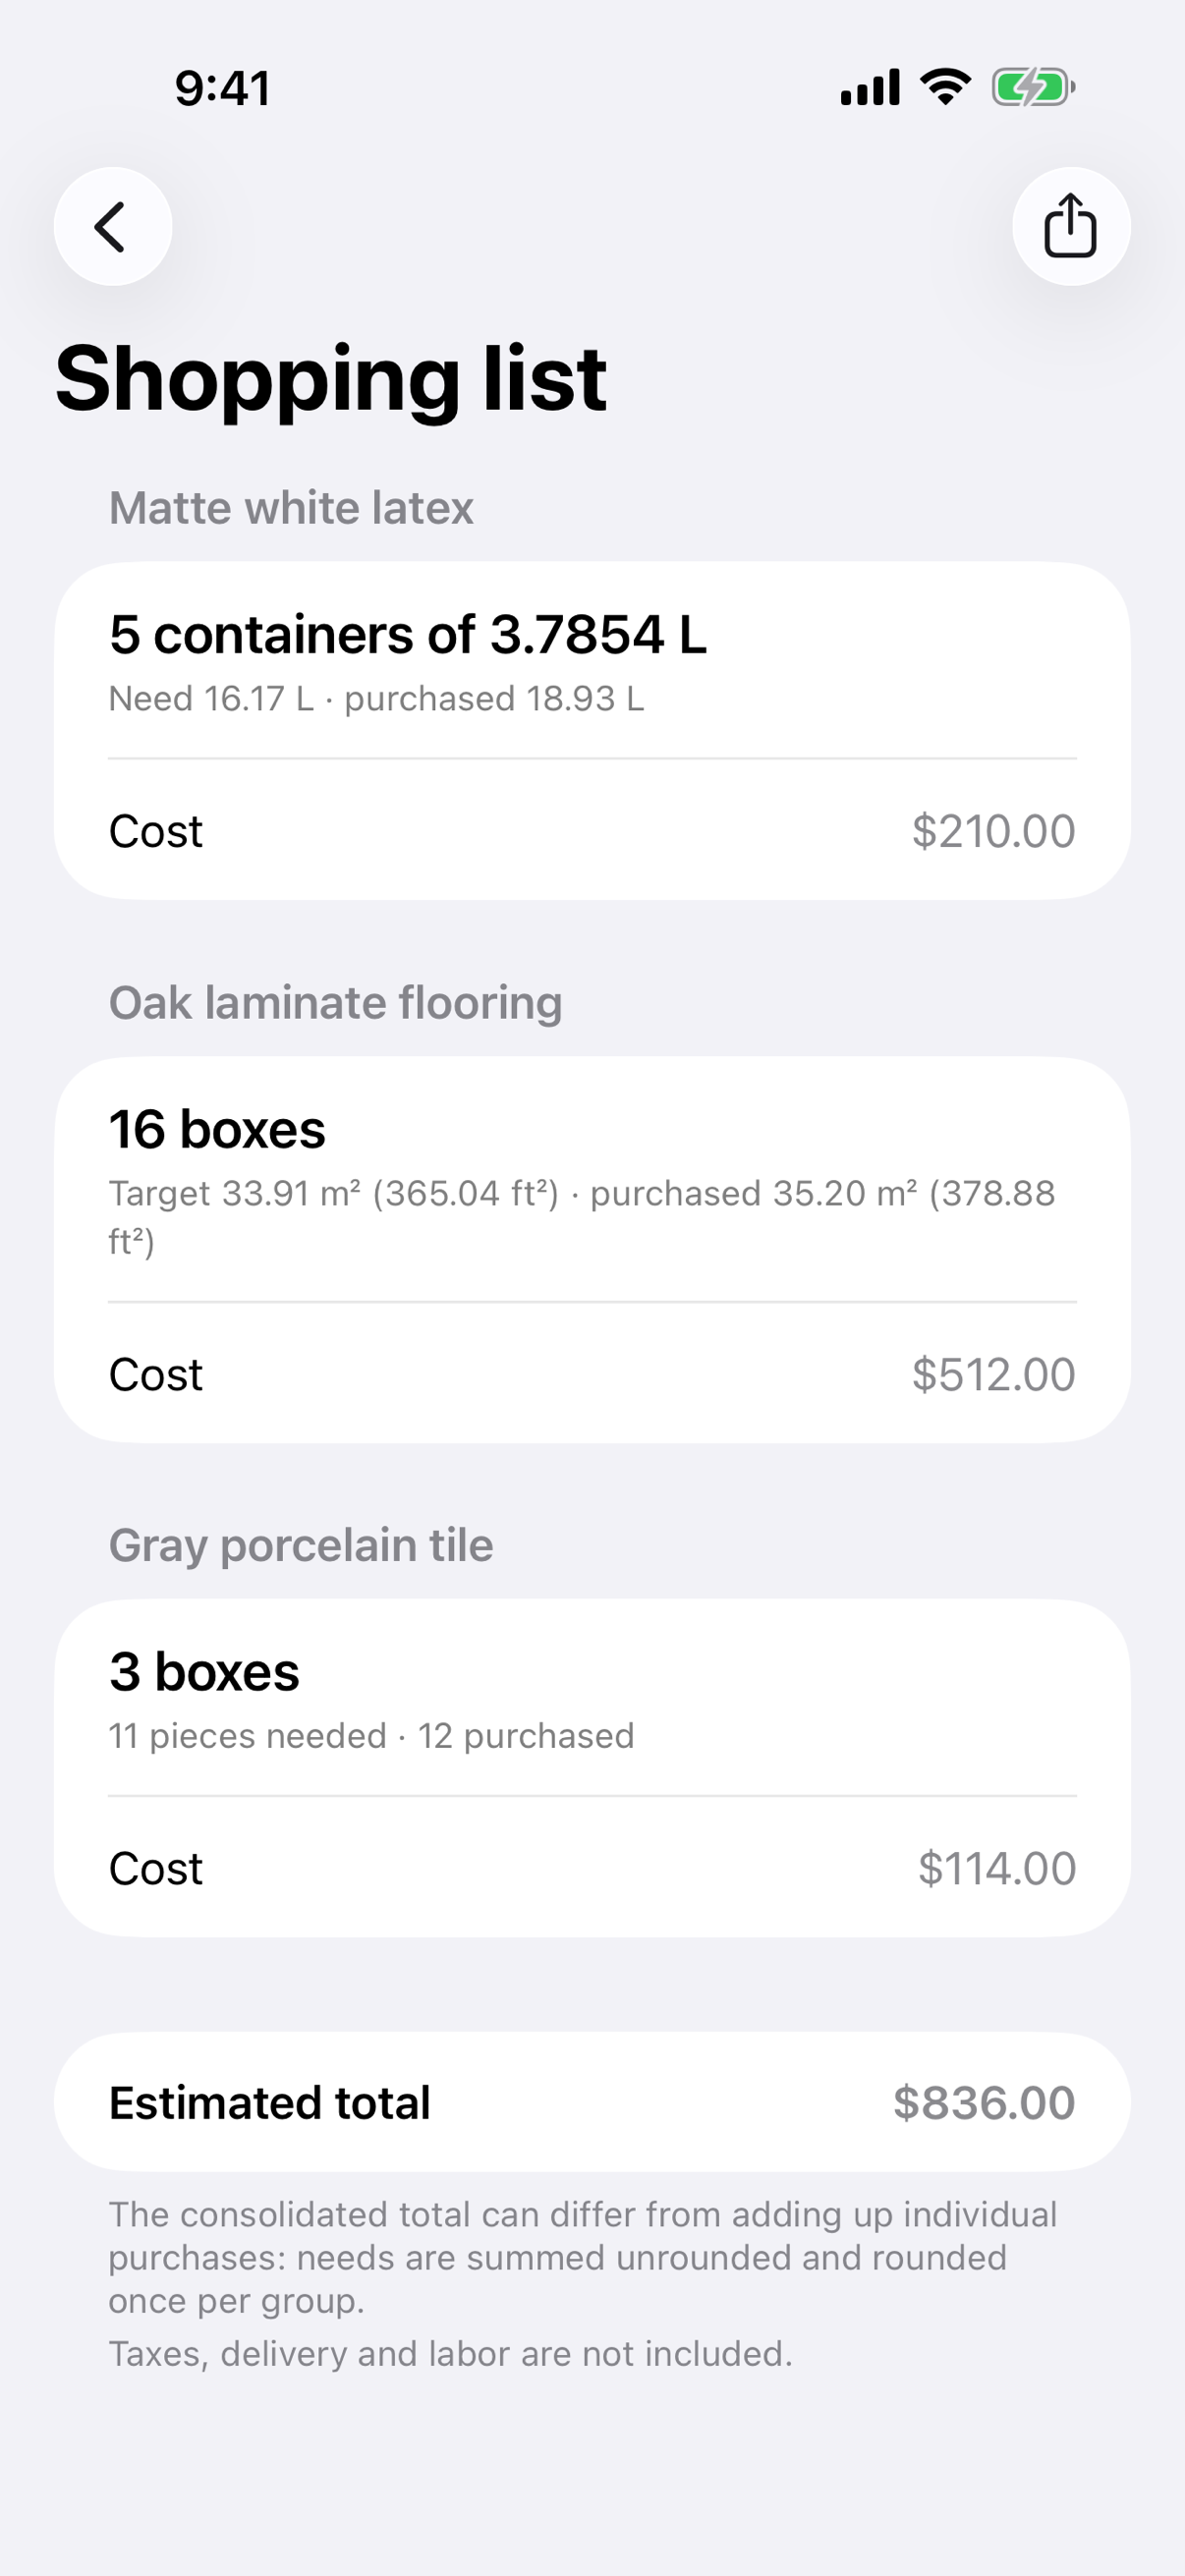 9:41
Shopping list
Matte white latex
5 containers of 3.7854 L
Need 16.17 L · purchased 18.93 L
Cost $210.00
Oak laminate flooring
16 boxes
Target 33.91 m² (365.04 ft²) · purchased 35.20 m² (378.88
ft²)
Cost $512.00
Gray porcelain tile
3 boxes
11 pieces needed · 12 purchased
Cost $114.00
Estimated total $836.00
The consolidated total can differ from adding up individual
purchases: needs are summed unrounded and rounded
once per group.
Taxes, delivery and labor are not included.